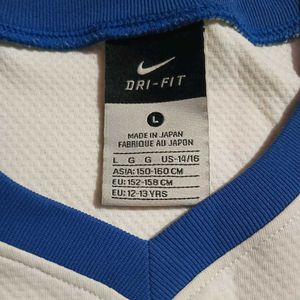 DRI-FIT
L
MADE IN JAPAN
FABRIQUE AU JAPON
L G G US-14/16
ASIA: 150-160 CM
EU: 152-158 CM
EU: 12-13 YRS